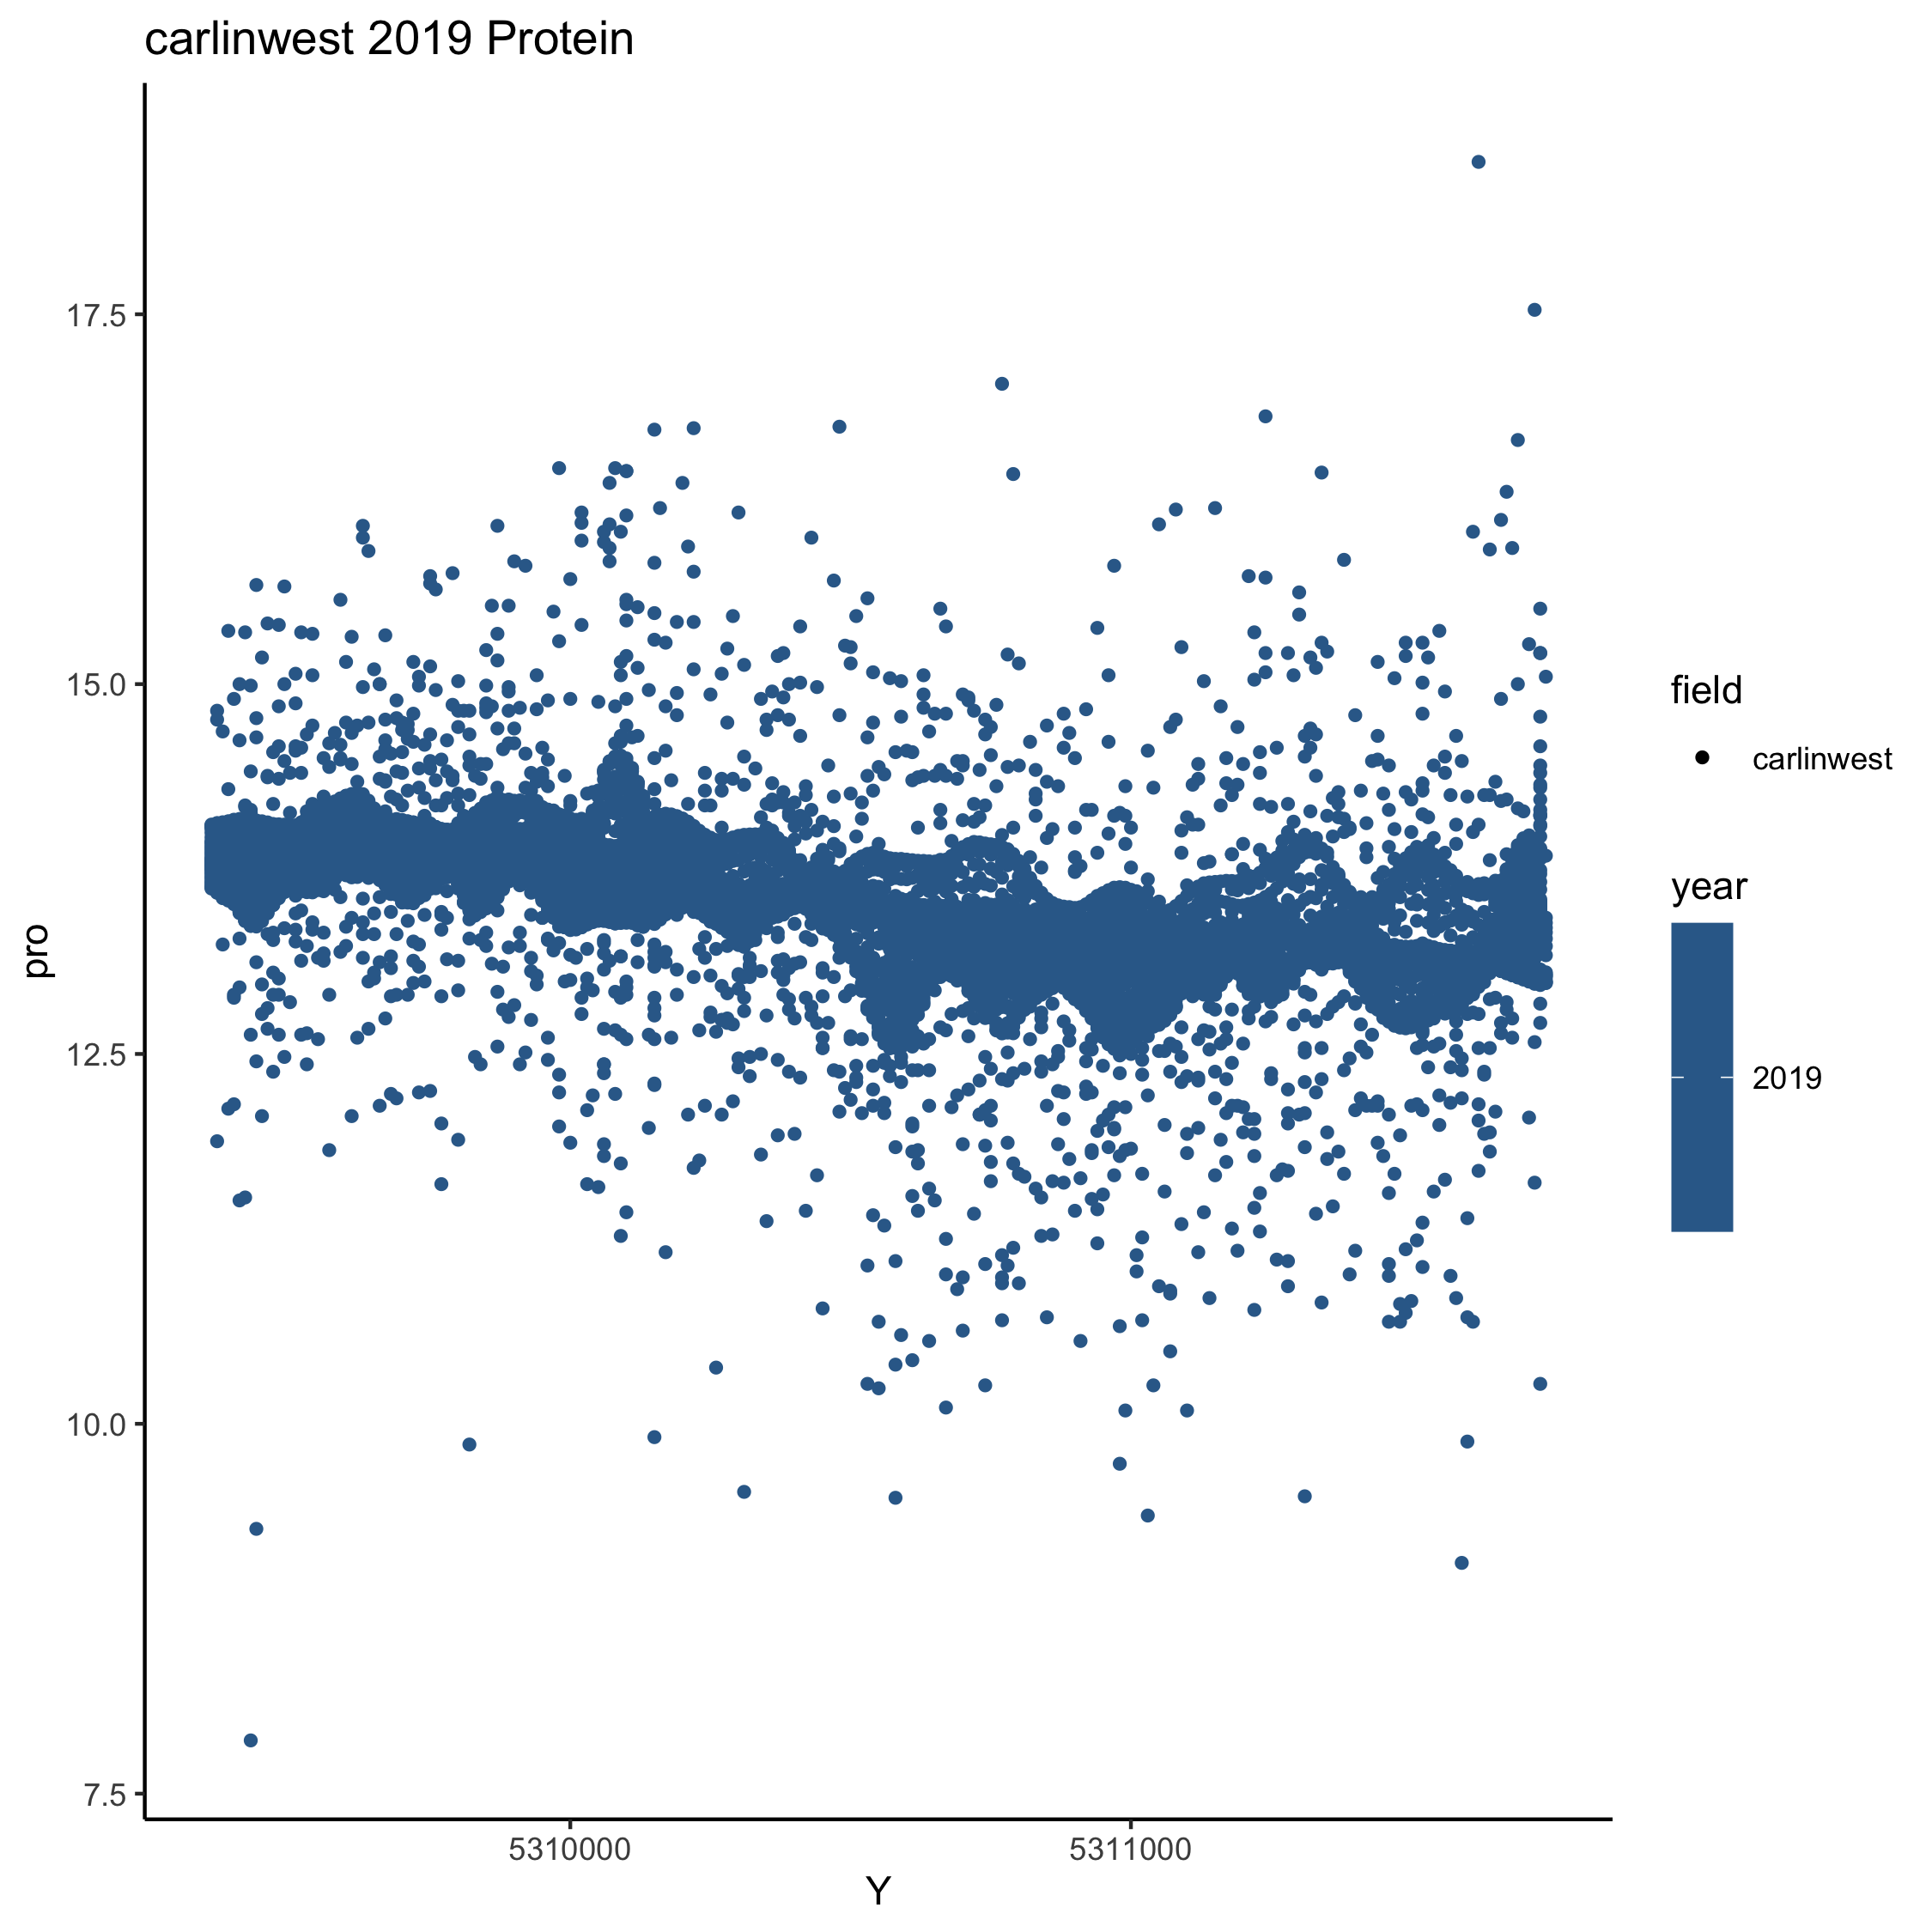 carlinwest 2019 Protein
17.5
15.0
12.5
10.0
7.5
pro
5310000
5311000
Y
field
carlinwest
year
2019